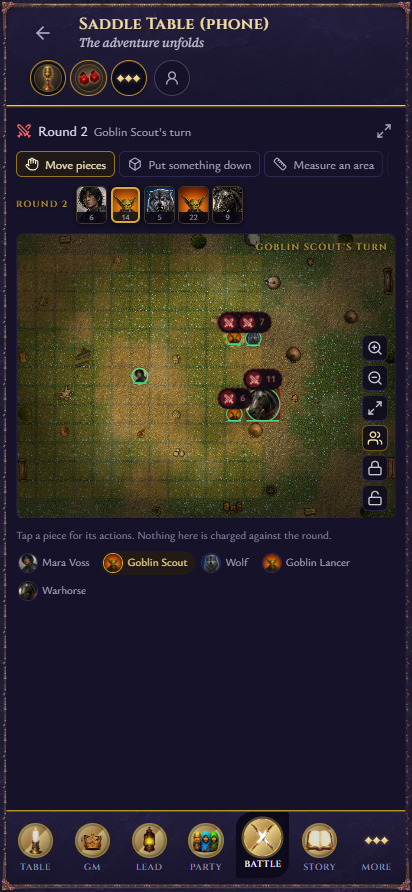 Saddle Table (phone)
The adventure unfolds
Round 2 Goblin Scout's turn
Move pieces
Put something down
Measure an area
ROUND 2
6
14
5
22
9
GOBLIN SCOUT'S TURN
7
11
6
Tap a piece for its actions. Nothing here is charged against the round.
Mara Voss
Goblin Scout
Wolf
Goblin Lancer
Warhorse
TABLE
GM
LEAD
PARTY
BATTLE
STORY
MORE